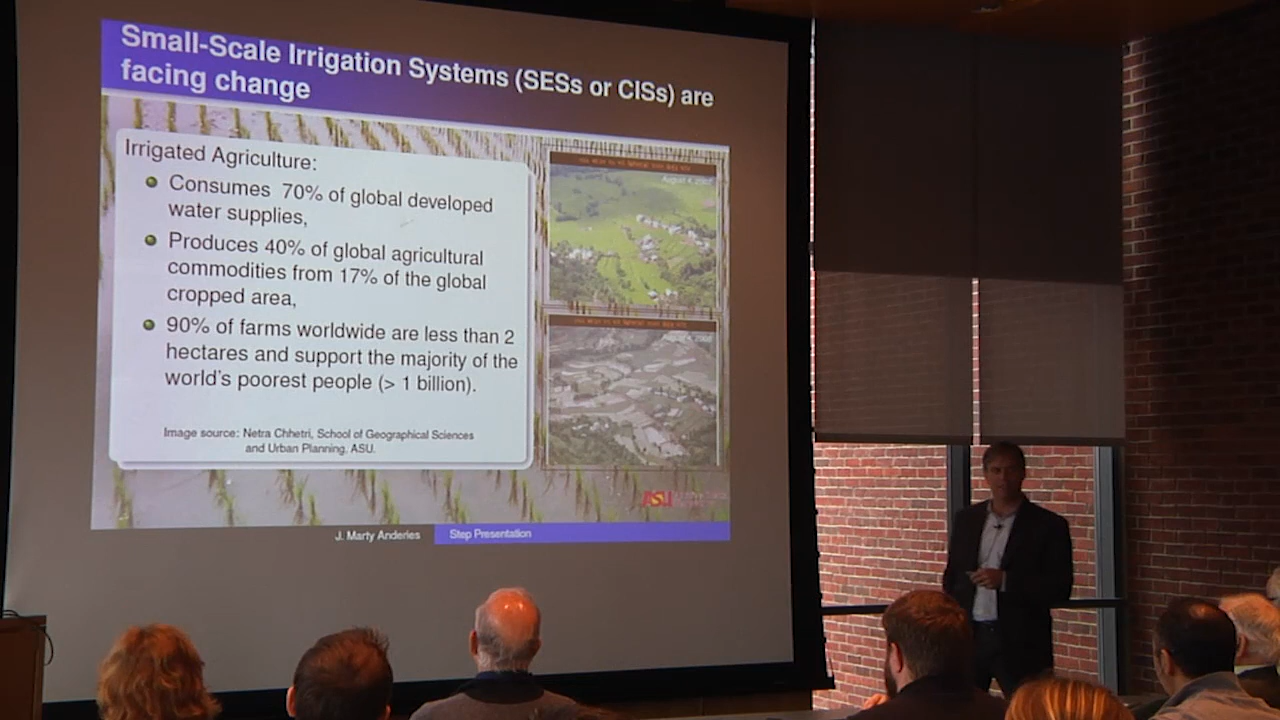 Small-Scale Irrigation Systems (SESs or CISs) are
facing change
Irrigated Agriculture:
Consumes 70% of global developed
water supplies,
Produces 40% of global agricultural
commodities from 17% of the global
cropped area,
90% of farms worldwide are less than 2
hectares and support the majority of the
world's poorest people (> 1 billion).
Image source: Netra Chhetri, School of Geographical Sciences
and Urban Planning. ASU.
ASU
J. Marty Anderies
Step Presentation